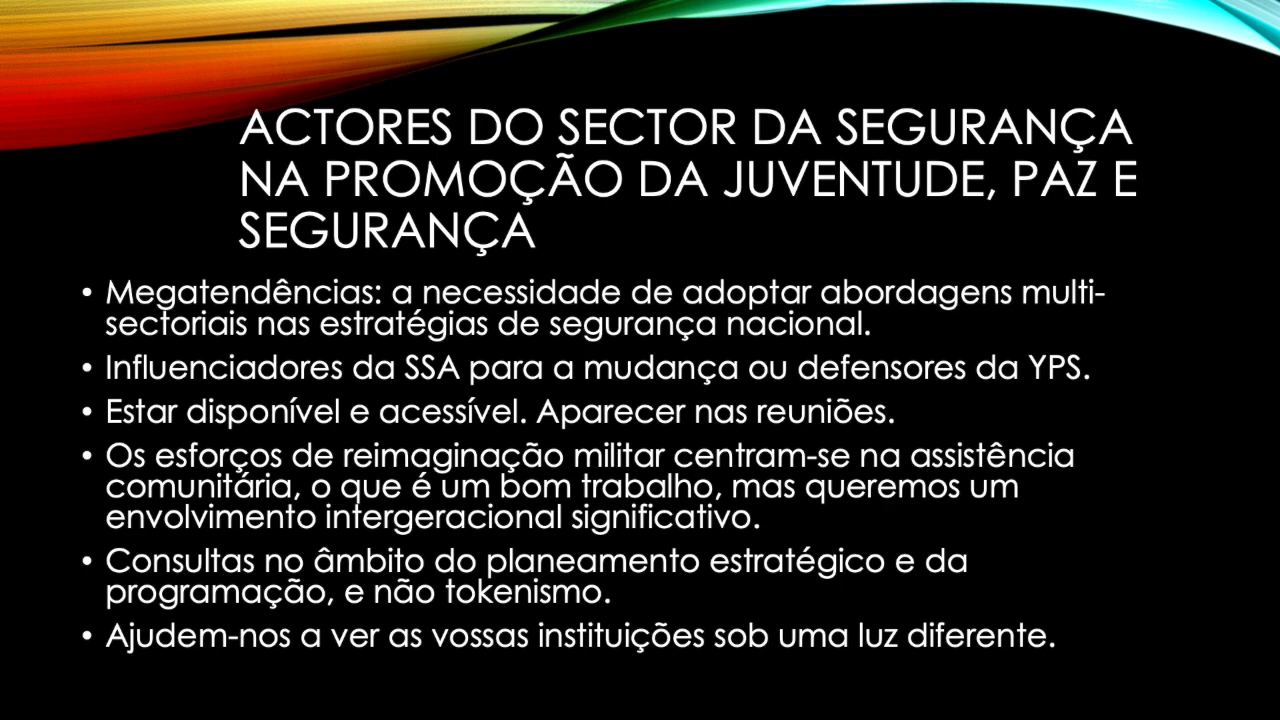 ACTORES DO SECTOR DA SEGURANÇA
NA PROMOÇÃO DA JUVENTUDE, PAZ E
SEGURANÇA
• Megatendências: a necessidade de adoptar abordagens multi-
sectoriais nas estratégias de segurança nacional.
• Influenciadores da SSA para a mudança ou defensores da YPS.
• Estar disponível e acessível. Aparecer nas reuniões.
• Os esforços de reimaginação militar centram-se na assistência
comunitária, o que é um bom trabalho, mas queremos um
envolvimento intergeracional significativo.
• Consultas no âmbito do planeamento estratégico e da
programação, e não tokenismo.
• Ajudem-nos a ver as vossas instituições sob uma luz diferente.